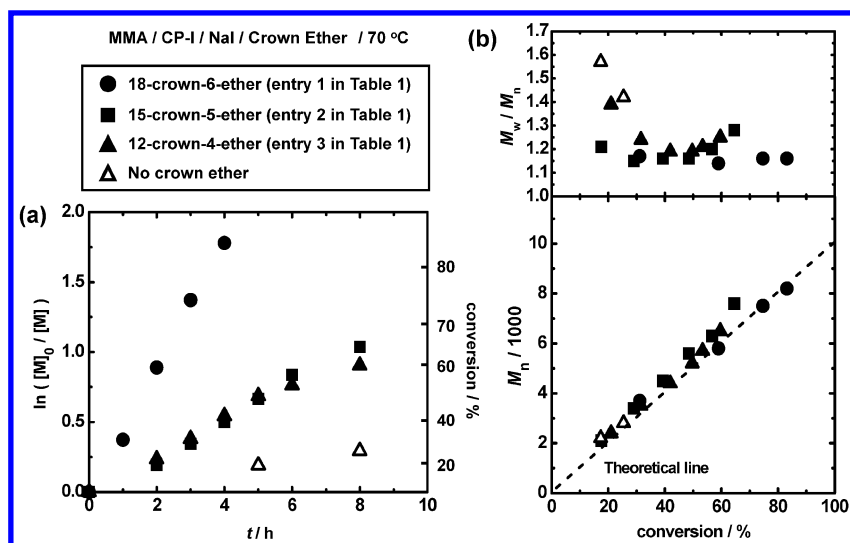 MMA / CP-I / NaI / Crown Ether / 70 °C
18-crown-6-ether (entry 1 in Table 1)
15-crown-5-ether (entry 2 in Table 1)
12-crown-4-ether (entry 3 in Table 1)
No crown ether
(a)
2.0
1.5
1.0
0.5
0.0
ln ( [M]0 / [M] )
80
70
60
40
20
conversion / %
0 2 4 6 8 10
t / h
(b)
1.7
1.6
1.5
1.4
1.3
1.2
1.1
1.0
Mw / Mn
10
8
6
4
2
0
Mn / 1000
Theoretical line
0 20 40 60 80 100
conversion / %